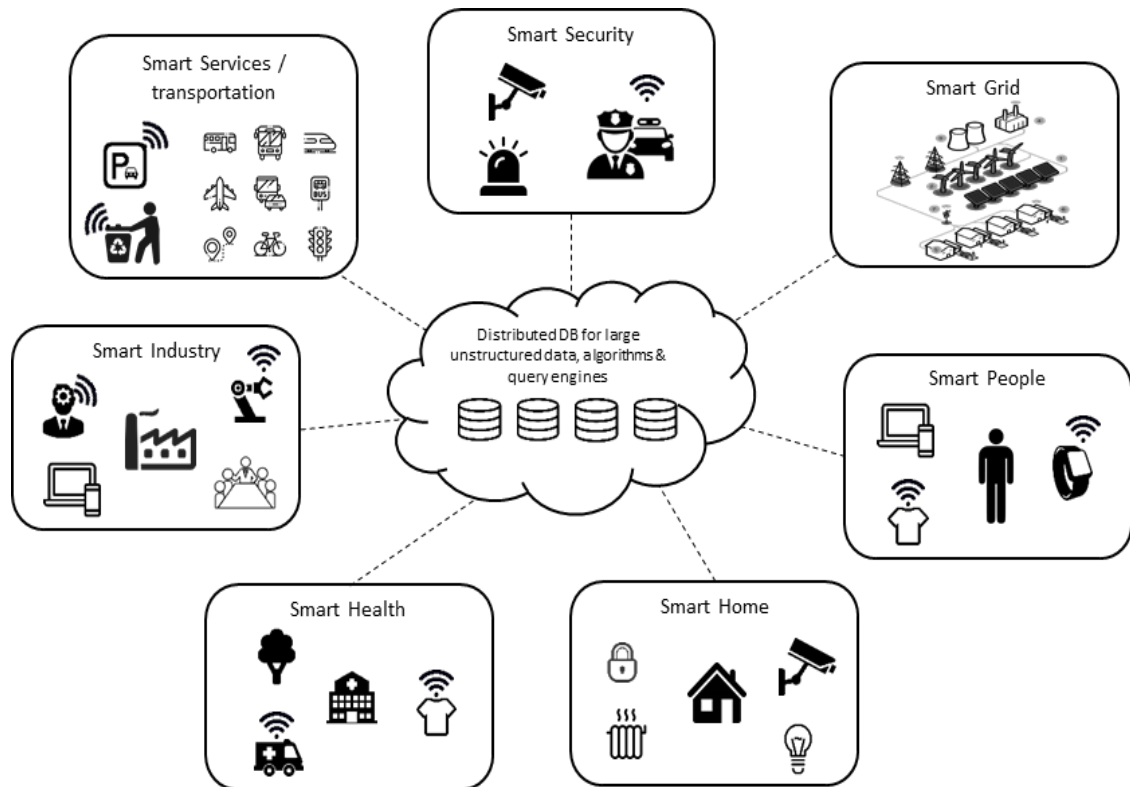 Smart Services /
transportation
P
BUS
Smart Security
Smart Grid
Smart Industry
Distributed DB for large
unstructured data, algorithms &
query engines
Smart People
Smart Health
Smart Home